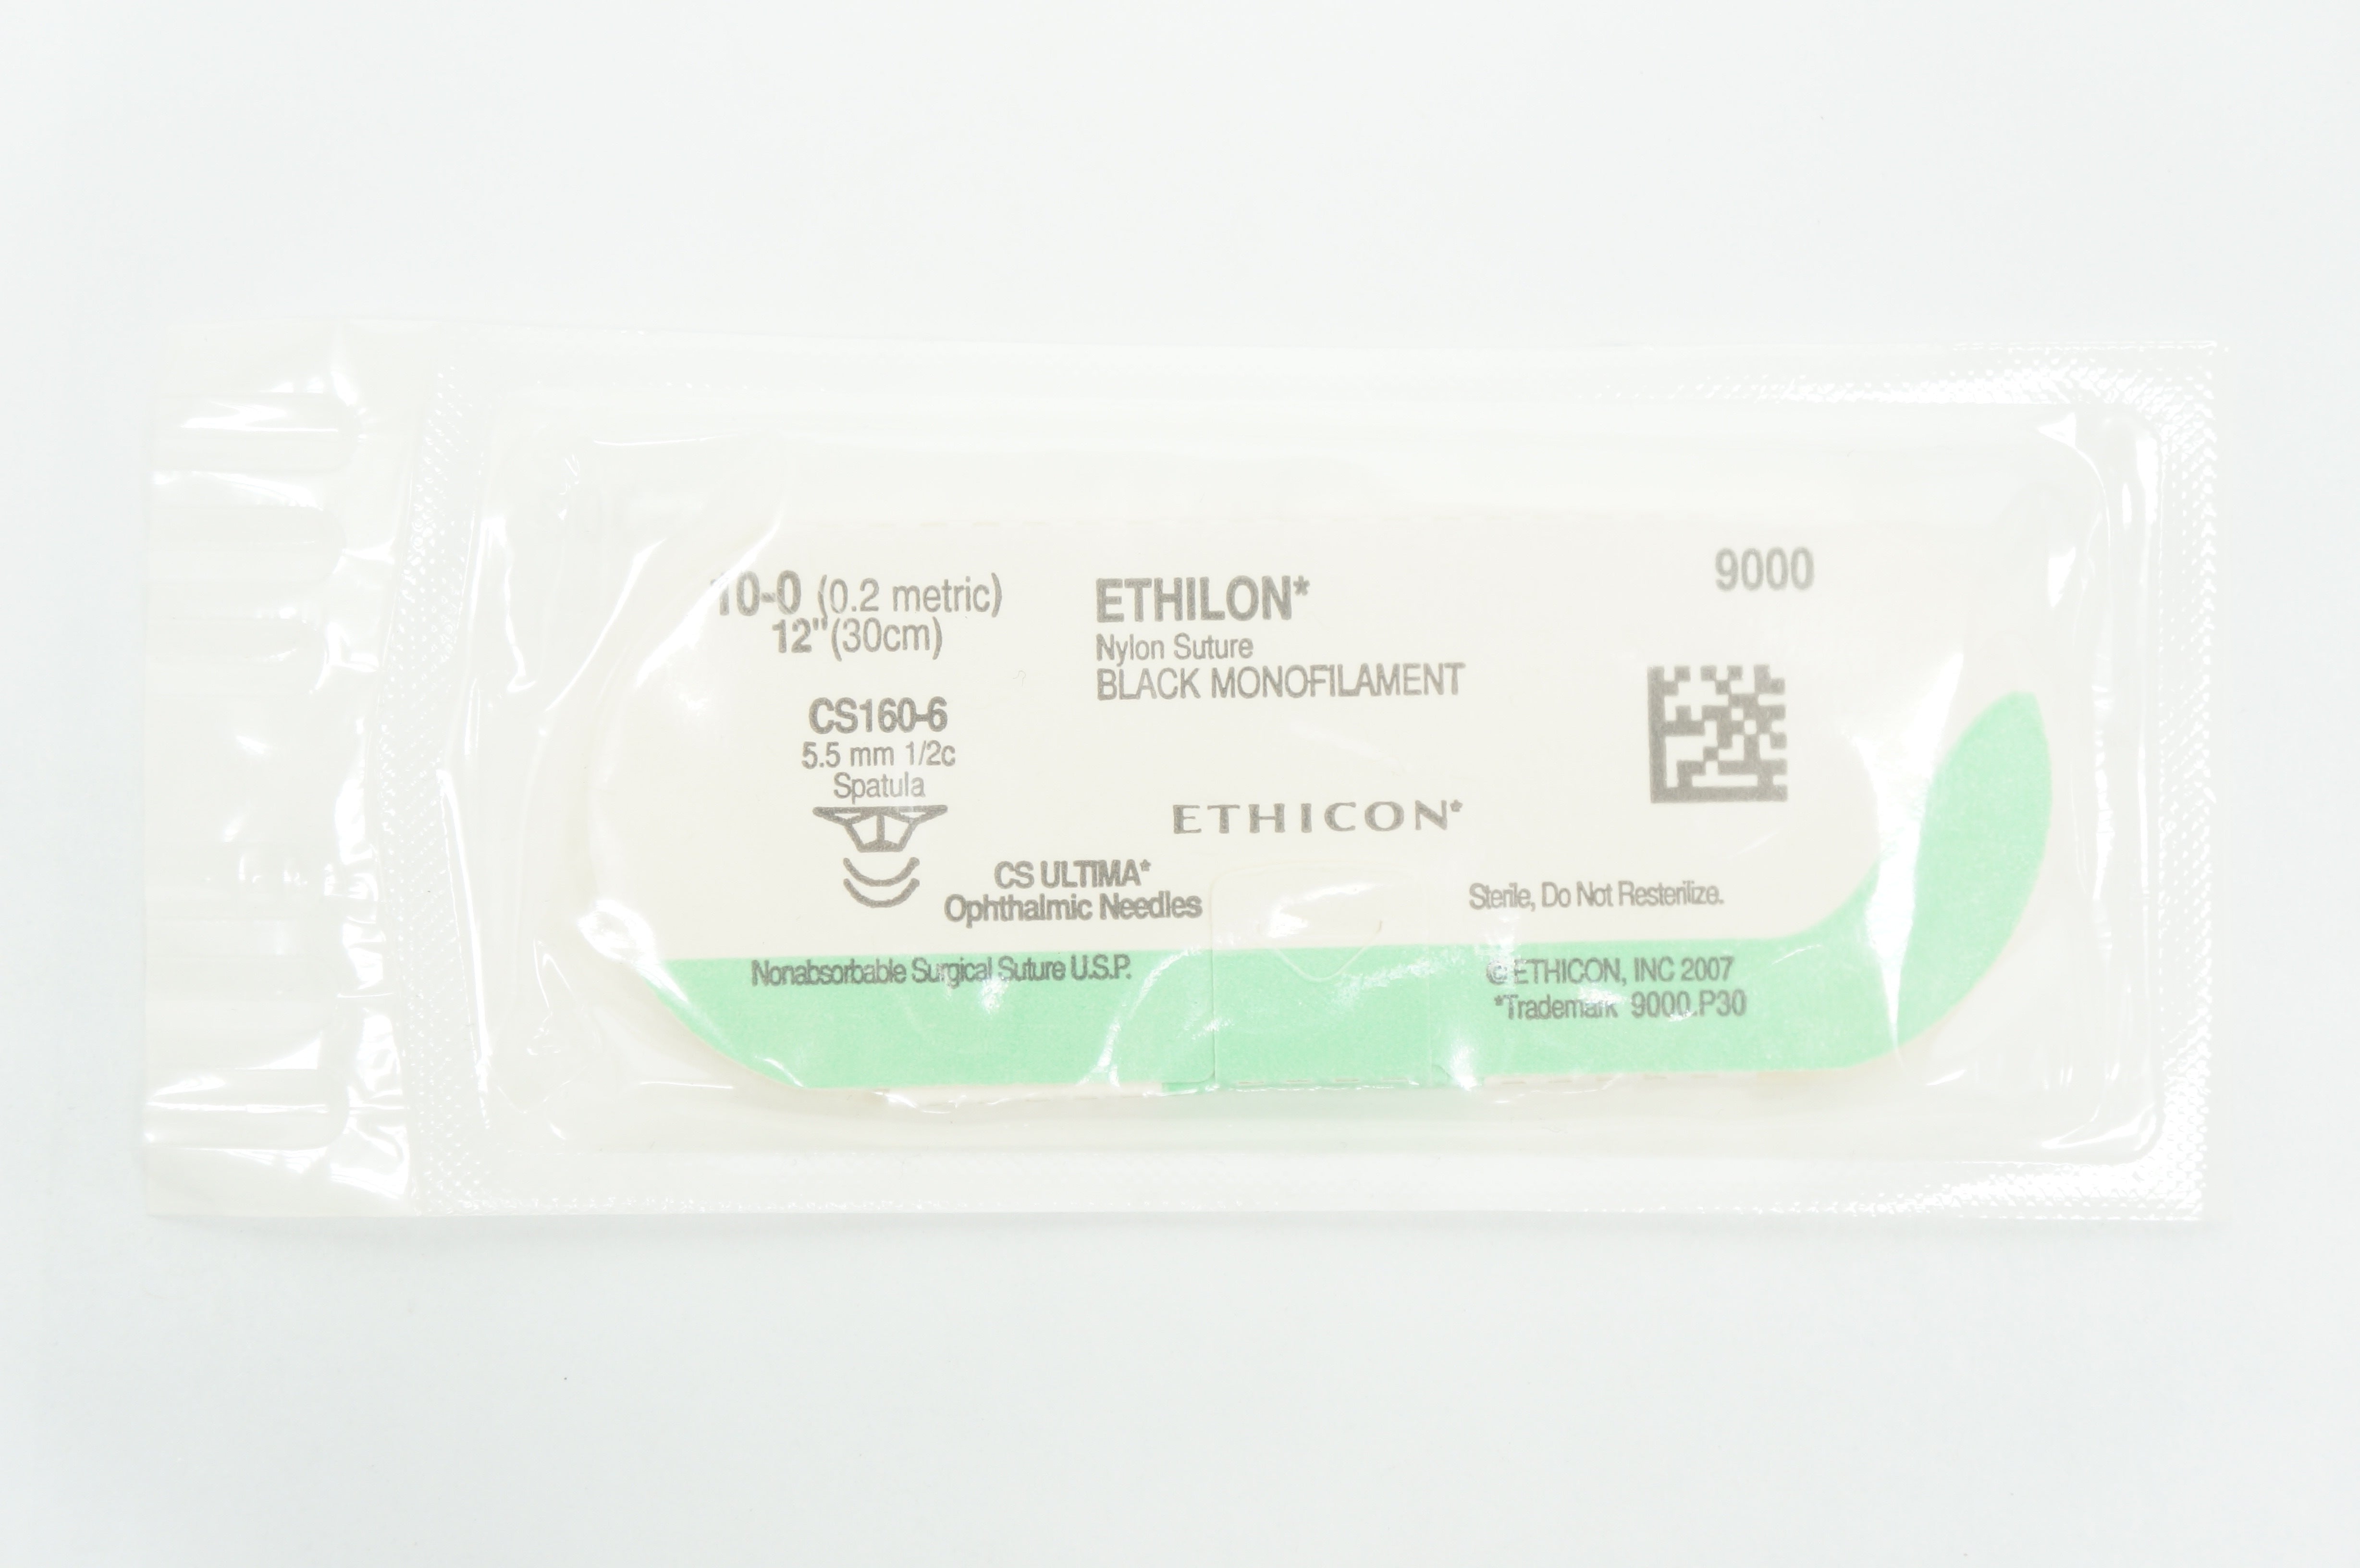 10-0 (0.2 metric)
12" (30cm)
CS160-6
5.5 mm 1/2c
Spatula
CS ULTIMA*
Ophthalmic Needles
ETHILON*
Nylon Suture
BLACK MONOFILAMENT
ETHICON*
9000
Sterile, Do Not Resterilize.
Nonabsorbable Surgical Suture U.S.P.
© ETHICON, INC 2007
*Trademark 9000.P30